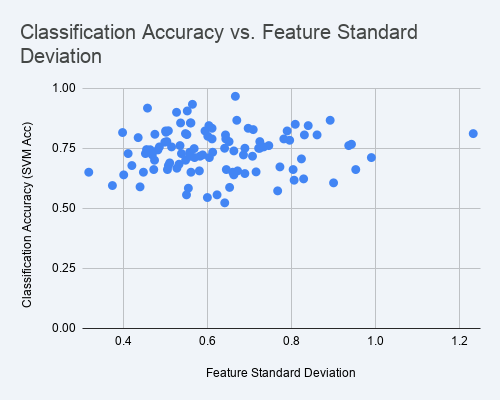 Classification Accuracy vs. Feature Standard
Deviation
1.00
0.75
0.50
0.25
0.00
Classification Accuracy (SVM Acc)
0.4 0.6 0.8 1.0 1.2
Feature Standard Deviation